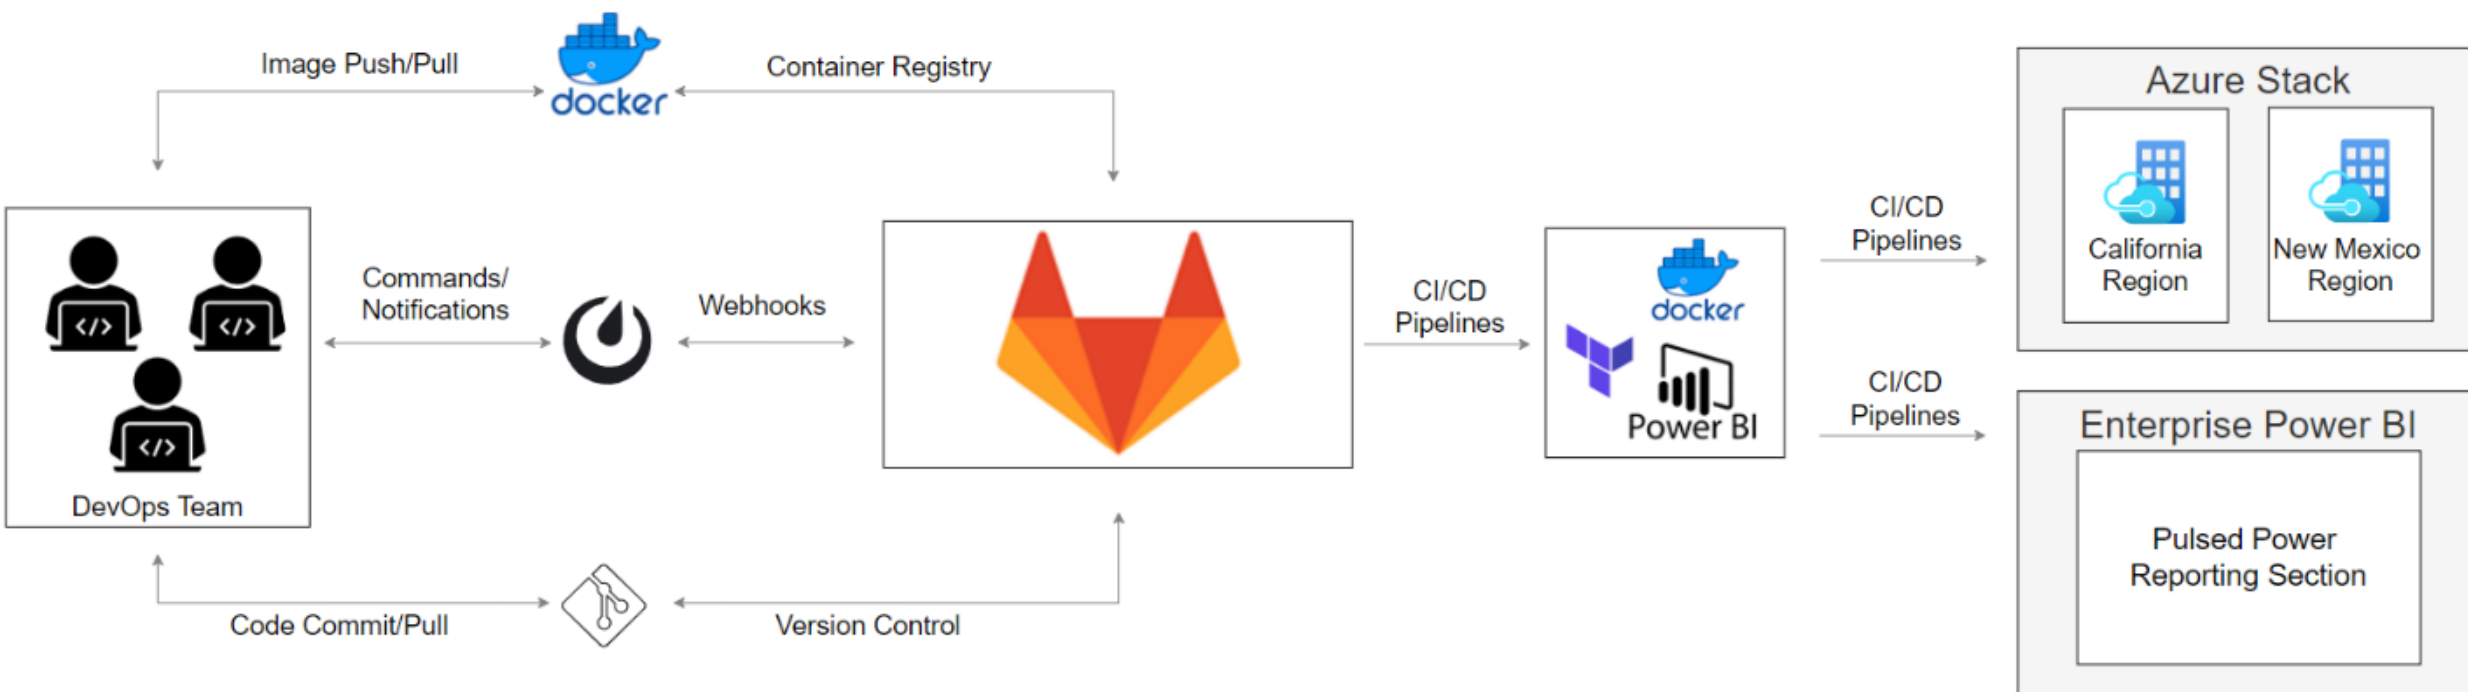 Image Push/Pull
docker
Container Registry
Commands/
Notifications
Webhooks
DevOps Team
Code Commit/Pull
Version Control
CI/CD
Pipelines
docker
Power BI
CI/CD
Pipelines
CI/CD
Pipelines
Azure Stack
California
Region
New Mexico
Region
Enterprise Power BI
Pulsed Power
Reporting Section